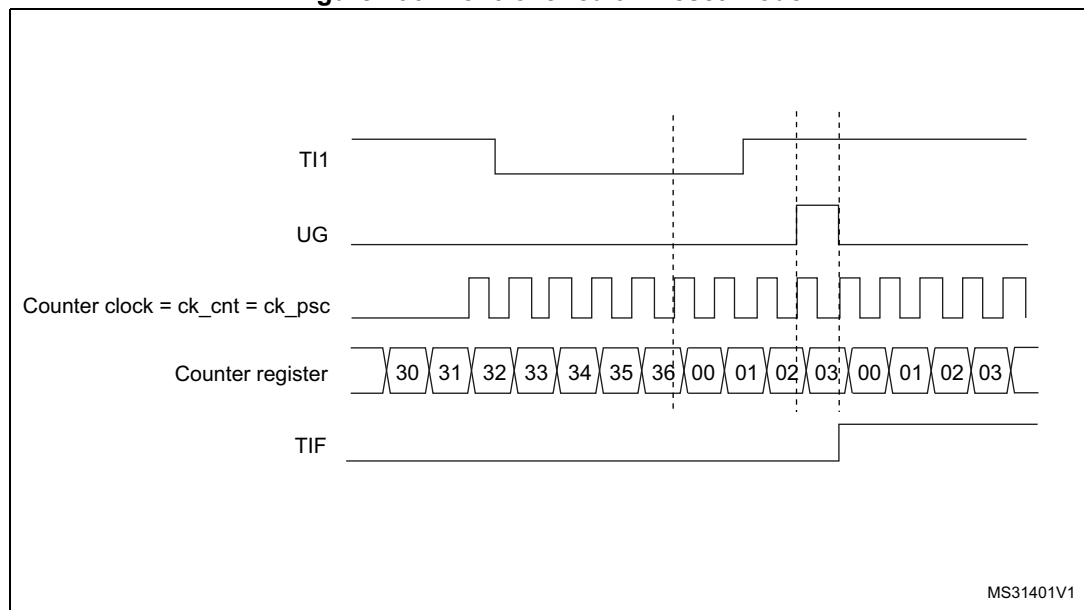 TI1
UG
Counter clock = ck_cnt = ck_psc
Counter register 30 31 32 33 34 35 36 00 01 02 03 00 01 02 03
TIF
MS31401V1